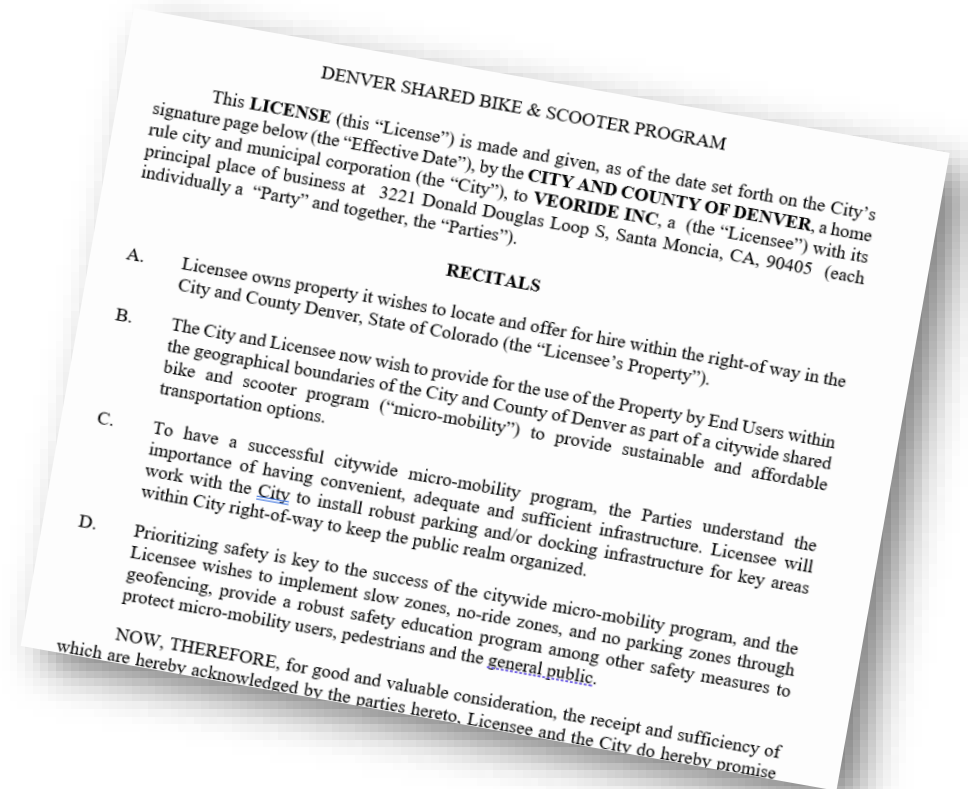 DENVER SHARED BIKE & SCOOTER PROGRAM
This LICENSE (this “License”) is made and given, as of the date set forth on the City’s
signature page below (the “Effective Date”), by the CITY AND COUNTY OF DENVER, a home
rule city and municipal corporation (the “City”), to VEORIDE INC, a (the “Licensee”) with its
principal place of business at 3221 Donald Douglas Loop S, Santa Moncia, CA, 90405 (each
individually a “Party” and together, the “Parties”).
RECITALS
A. Licensee owns property it wishes to locate and offer for hire within the right-of way in the
City and County Denver, State of Colorado (the “Licensee’s Property”).
B. The City and Licensee now wish to provide for the use of the Property by End Users within
the geographical boundaries of the City and County of Denver as part of a citywide shared
bike and scooter program (“micro-mobility”) to provide sustainable and affordable
transportation options.
C. To have a successful citywide micro-mobility program, the Parties understand the
importance of having convenient, adequate and sufficient infrastructure. Licensee will
work with the City to install robust parking and/or docking infrastructure for key areas
within City right-of-way to keep the public realm organized.
D. Prioritizing safety is key to the success of the citywide micro-mobility program, and the
Licensee wishes to implement slow zones, no-ride zones, and no parking zones through
geofencing, provide a robust safety education program among other safety measures to
protect micro-mobility users, pedestrians and the general public.
NOW, THEREFORE, for good and valuable consideration, the receipt and sufficiency of
which are hereby acknowledged by the parties hereto, Licensee and the City do hereby promise